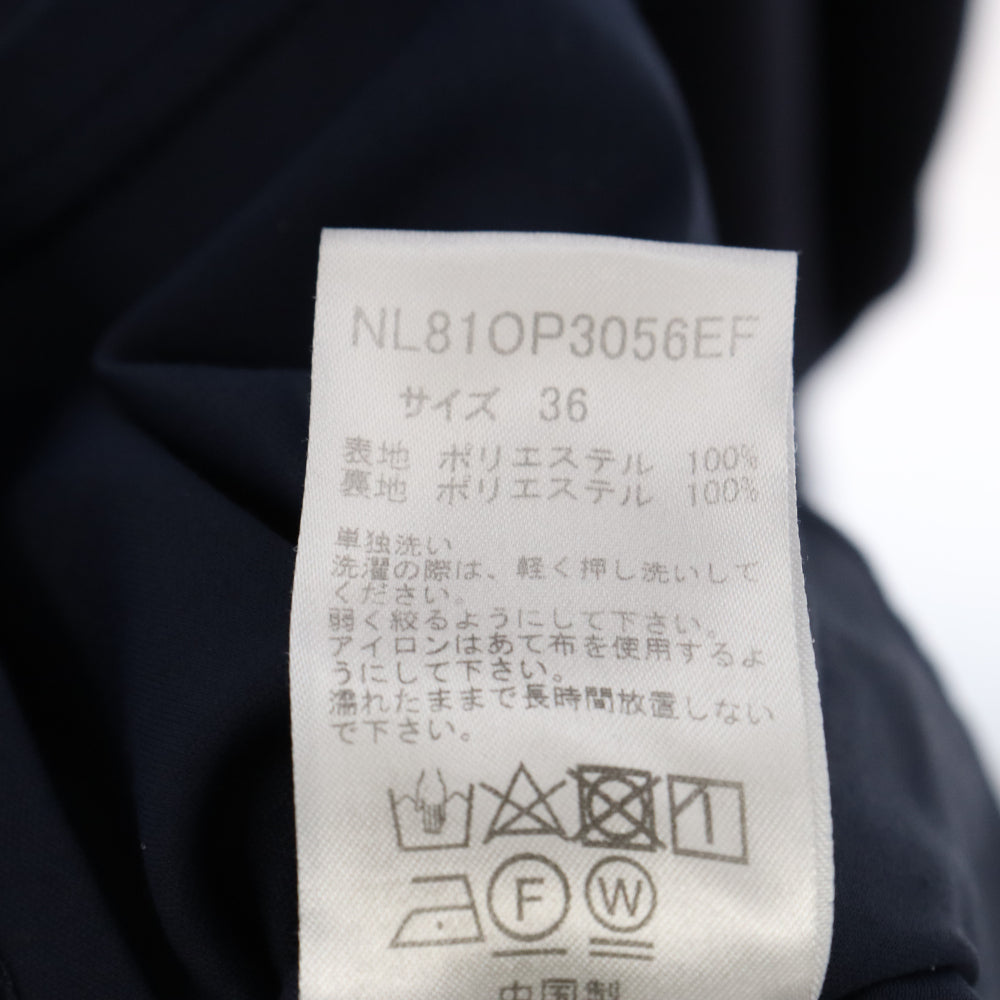 NL81OP3056EF
サイズ 36
表地 ポリエステル 100%
裏地 ポリエステル 100%
単独洗い
洗濯の際は、軽く押し洗いして
ください。
弱く絞るようにして下さい。
アイロンはあて布を使用するよ
うにして下さい。
濡れたままで長時間放置しない
で下さい。
F W
中国製